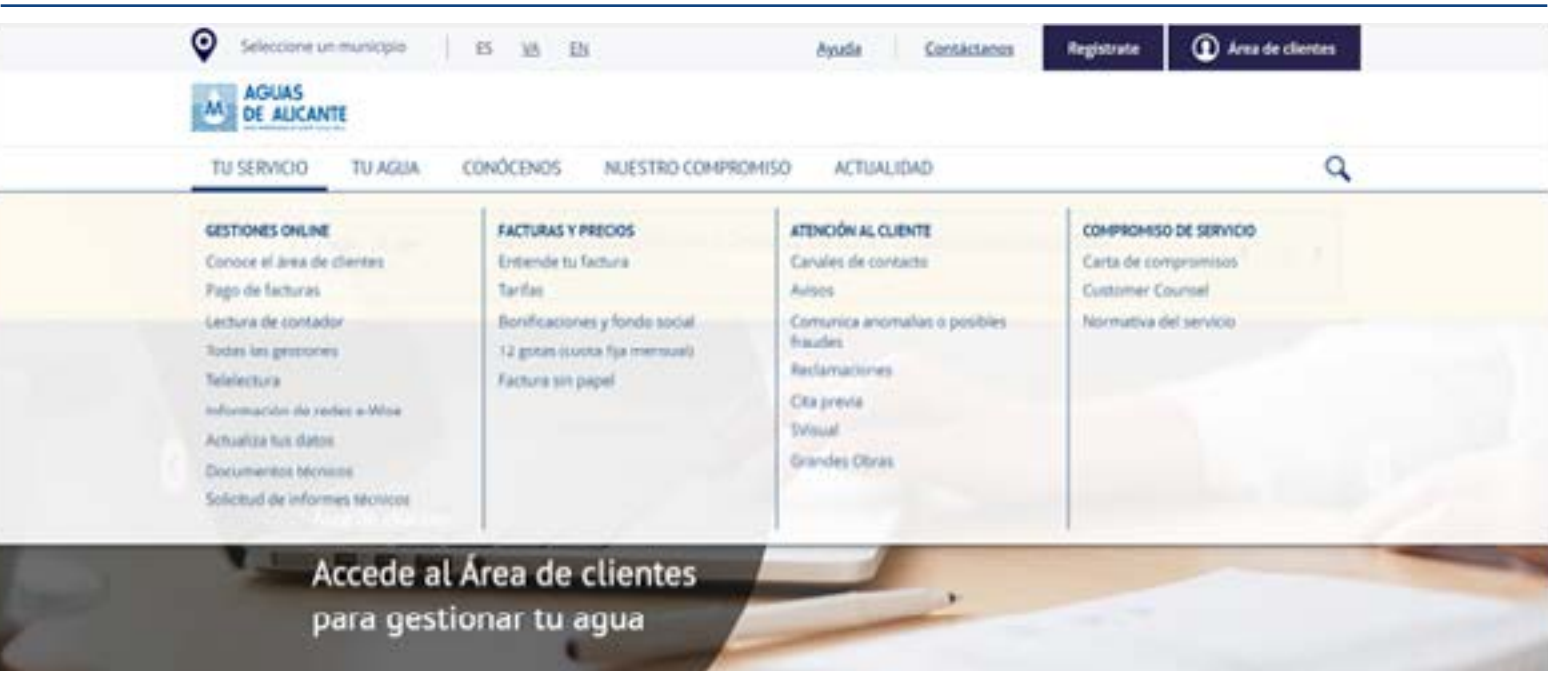 Seleccione un municipio ES VA EN Ayuda Contáctanos Regístrate Área de clientes
AGUAS
DE ALICANTE
TU SERVICIO TU AGUA CONÓCENOS NUESTRO COMPROMISO ACTUALIDAD
GESTIONES ONLINE
Conoce el área de clientes
Pago de facturas
Lectura de contador
Todas las gestiones
Telelectura
Información de redes e-Wise
Actualiza tus datos
Documentos técnicos
Solicitud de informes técnicos
FACTURAS Y PRECIOS
Entiende tu factura
Tarifas
Bonificaciones y fondo social
12 gotas (cuota fija mensual)
Factura sin papel
ATENCIÓN AL CLIENTE
Canales de contacto
Avisos
Comunica anomalías o posibles
fraudes
Reclamaciones
Cita previa
SVisual
Grandes Obras
COMPROMISO DE SERVICIO
Carta de compromisos
Customer Counsel
Normativa del servicio
Accede al Área de clientes
para gestionar tu agua